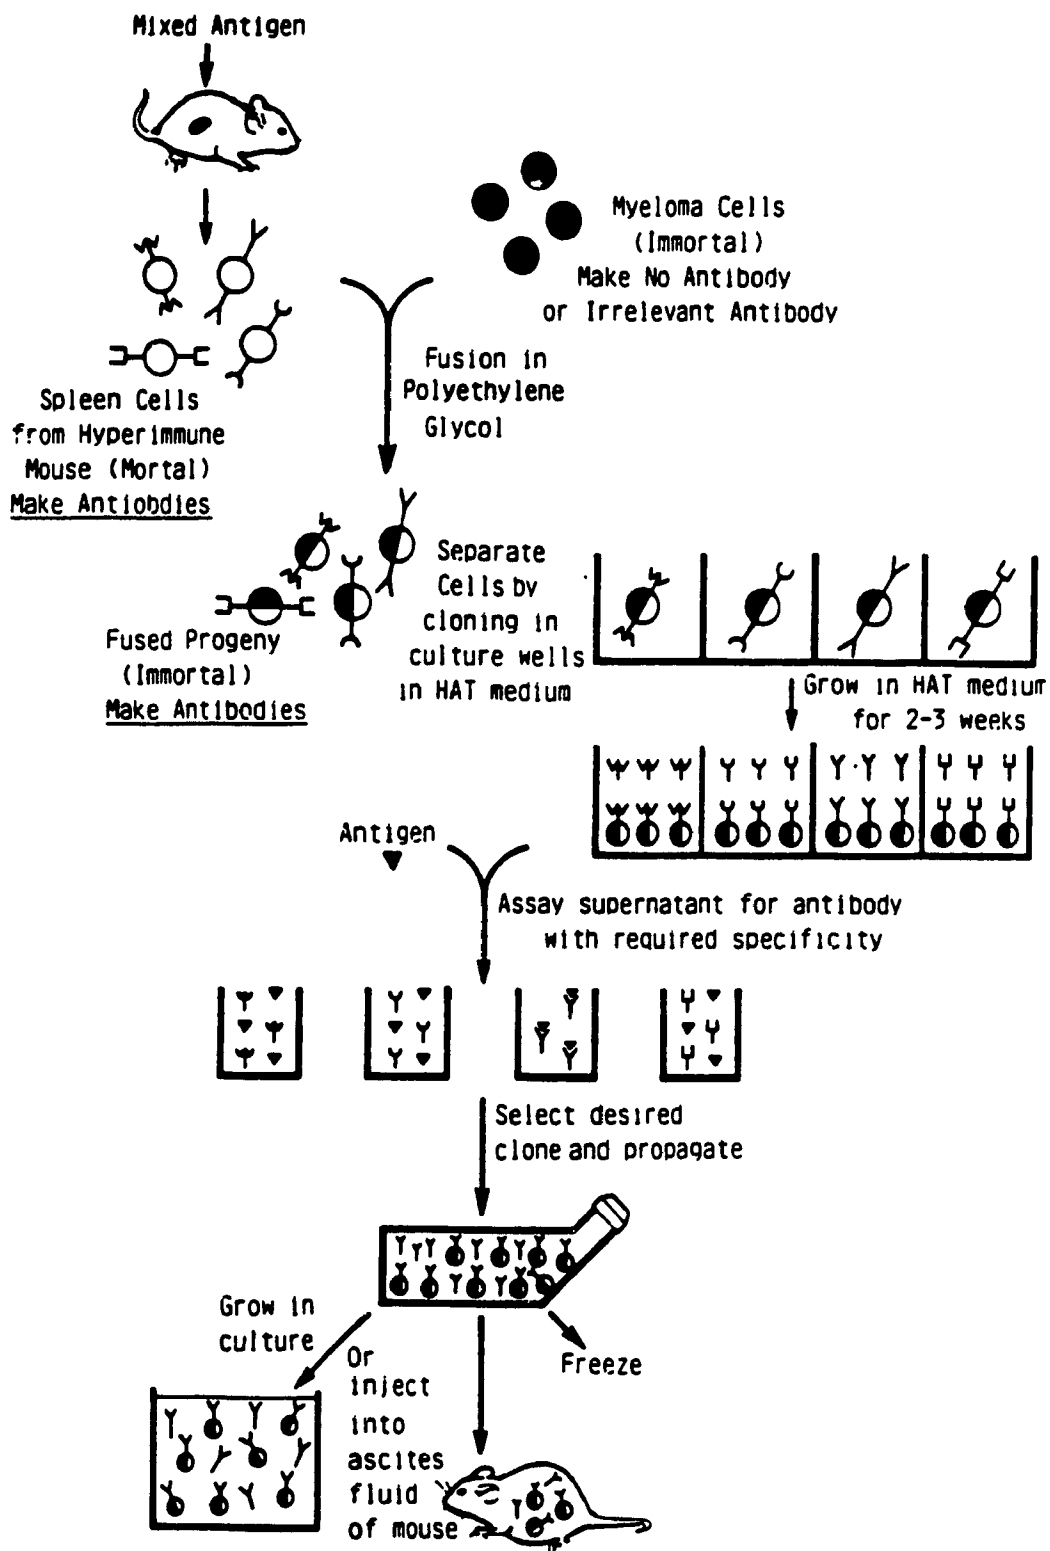 Mixed Antigen
Myeloma Cells
(Immortal)
Make No Antibody
or Irrelevant Antibody
Fusion in
Polyethylene
Glycol
Spleen Cells
from Hyperimmune
Mouse (Mortal)
Make Antiobdies
Separate
Cells by
cloning in
culture wells
in HAT medium
Fused Progeny
(Immortal)
Make Antibodies
Grow in HAT medium
for 2-3 weeks
Antigen
Assay supernatant for antibody
with required specificity
Select desired
clone and propagate
Grow in
culture
Or
inject
into
ascites
fluid
of mouse
Freeze